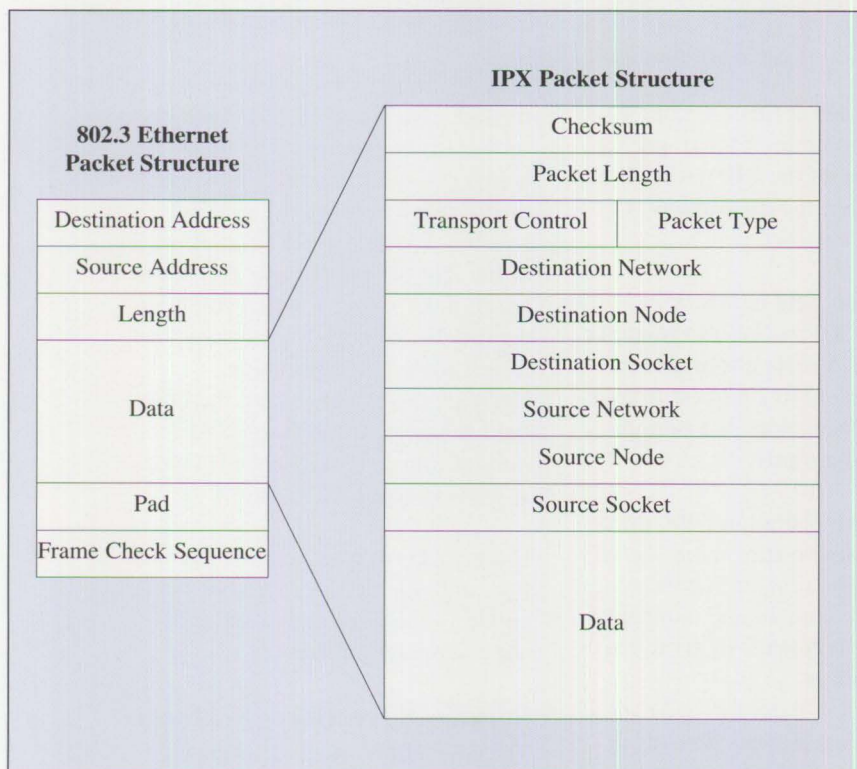 802.3 Ethernet
Packet Structure
Destination Address
Source Address
Length
Data
Pad
Frame Check Sequence
IPX Packet Structure
Checksum
Packet Length
Transport Control Packet Type
Destination Network
Destination Node
Destination Socket
Source Network
Source Node
Source Socket
Data